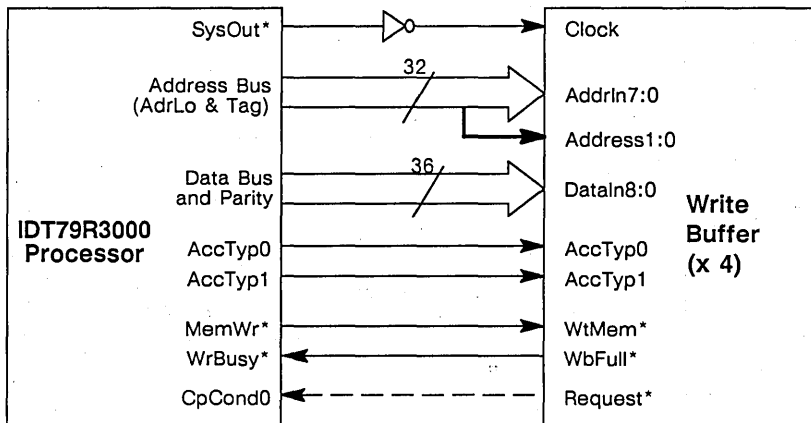 SysOut*
Clock
Address Bus
(AdrLo & Tag)
32
AddrIn7:0
Address1:0
Data Bus
and Parity
36
DataIn8:0
IDT79R3000
Processor
Write
Buffer
(x 4)
AccTyp0
AccTyp0
AccTyp1
AccTyp1
MemWr*
WtMem*
WrBusy*
WbFull*
CpCond0
Request*